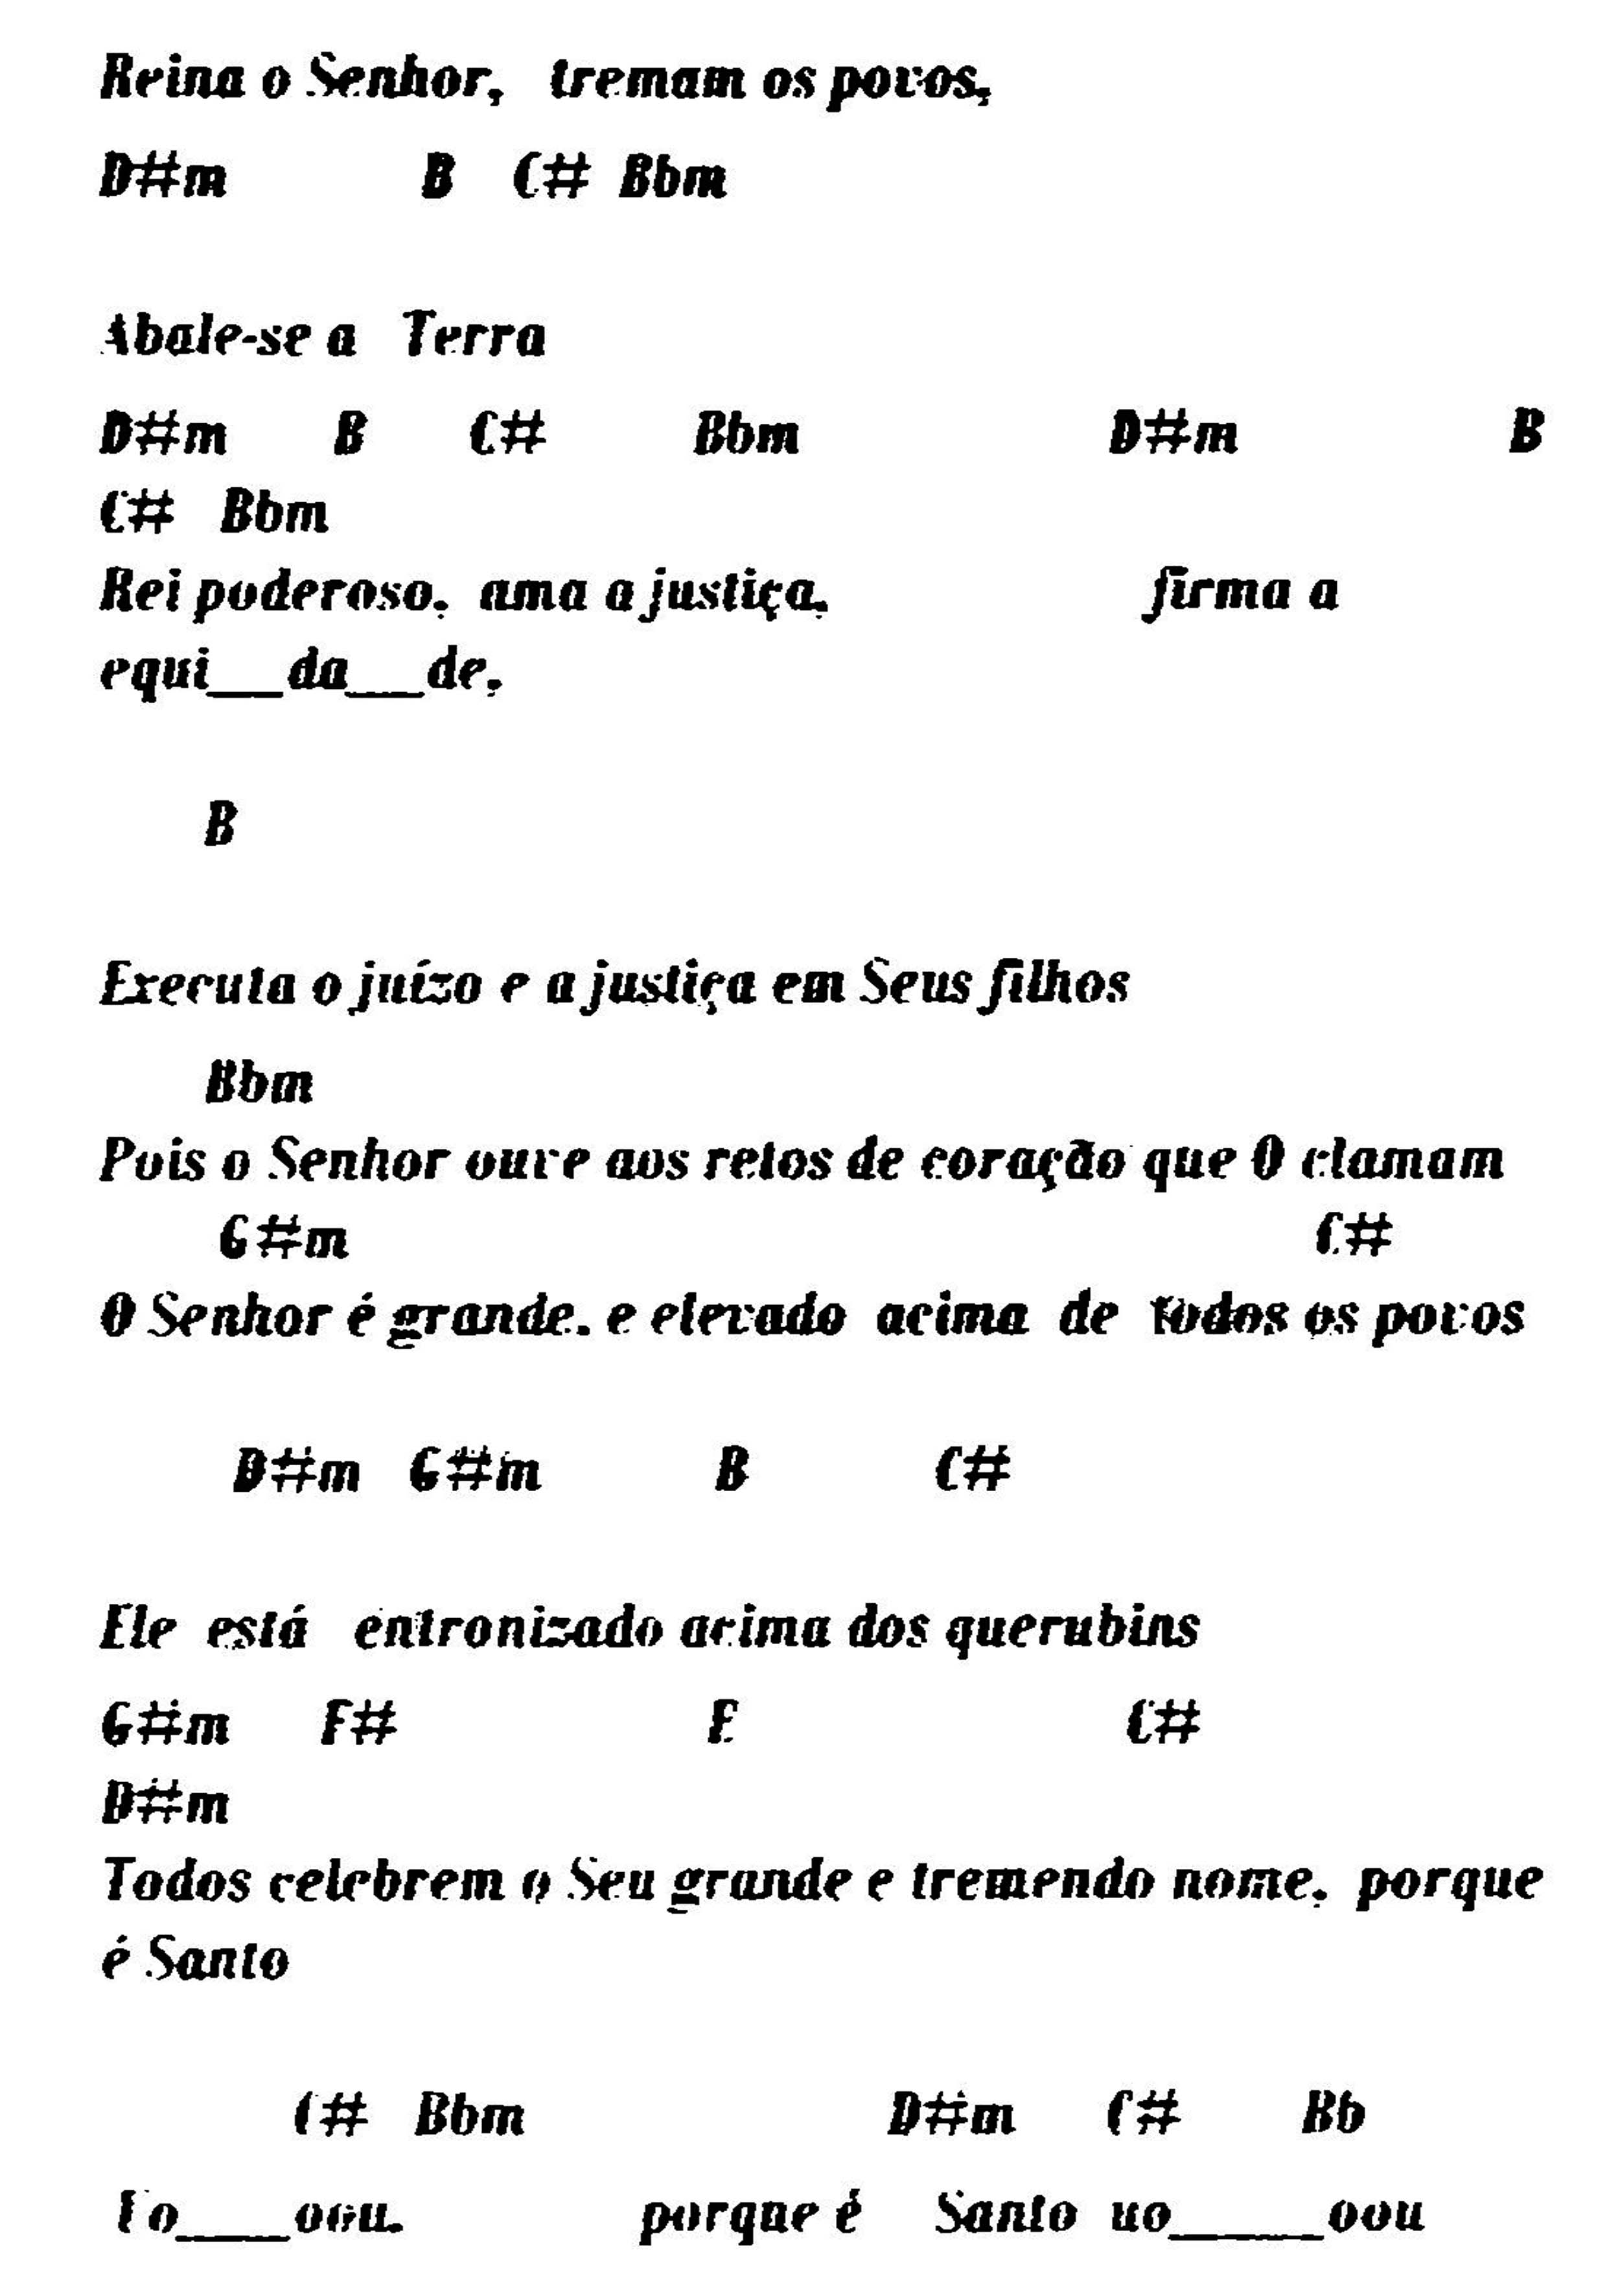 Reina o Senhor,   tremam os povos,
D#m   B   C#   Bbm
Abale-se a   Terra
D#m   B   C#   Bbm   D#m   B
C#   Bbm
Rei poderoso,  ama a justiça,   firma a
equi__da__de,
B
Executa o juízo e a justiça em Seus filhos
Bbm
Pois o Senhor ouve aos retos de coração que O clamam
G#m   C#
O Senhor é grande, e elevado  acima  de  todos os povos
D#m   G#m   B   C#
Ele  está   entronizado acima dos querubins
G#m   F#   E   C#
D#m
Todos celebrem o Seu grande e tremendo nome,  porque
é Santo
C#   Bbm   D#m   C#   Bb
Uo___oou,   porque é   Santo  uo____oou